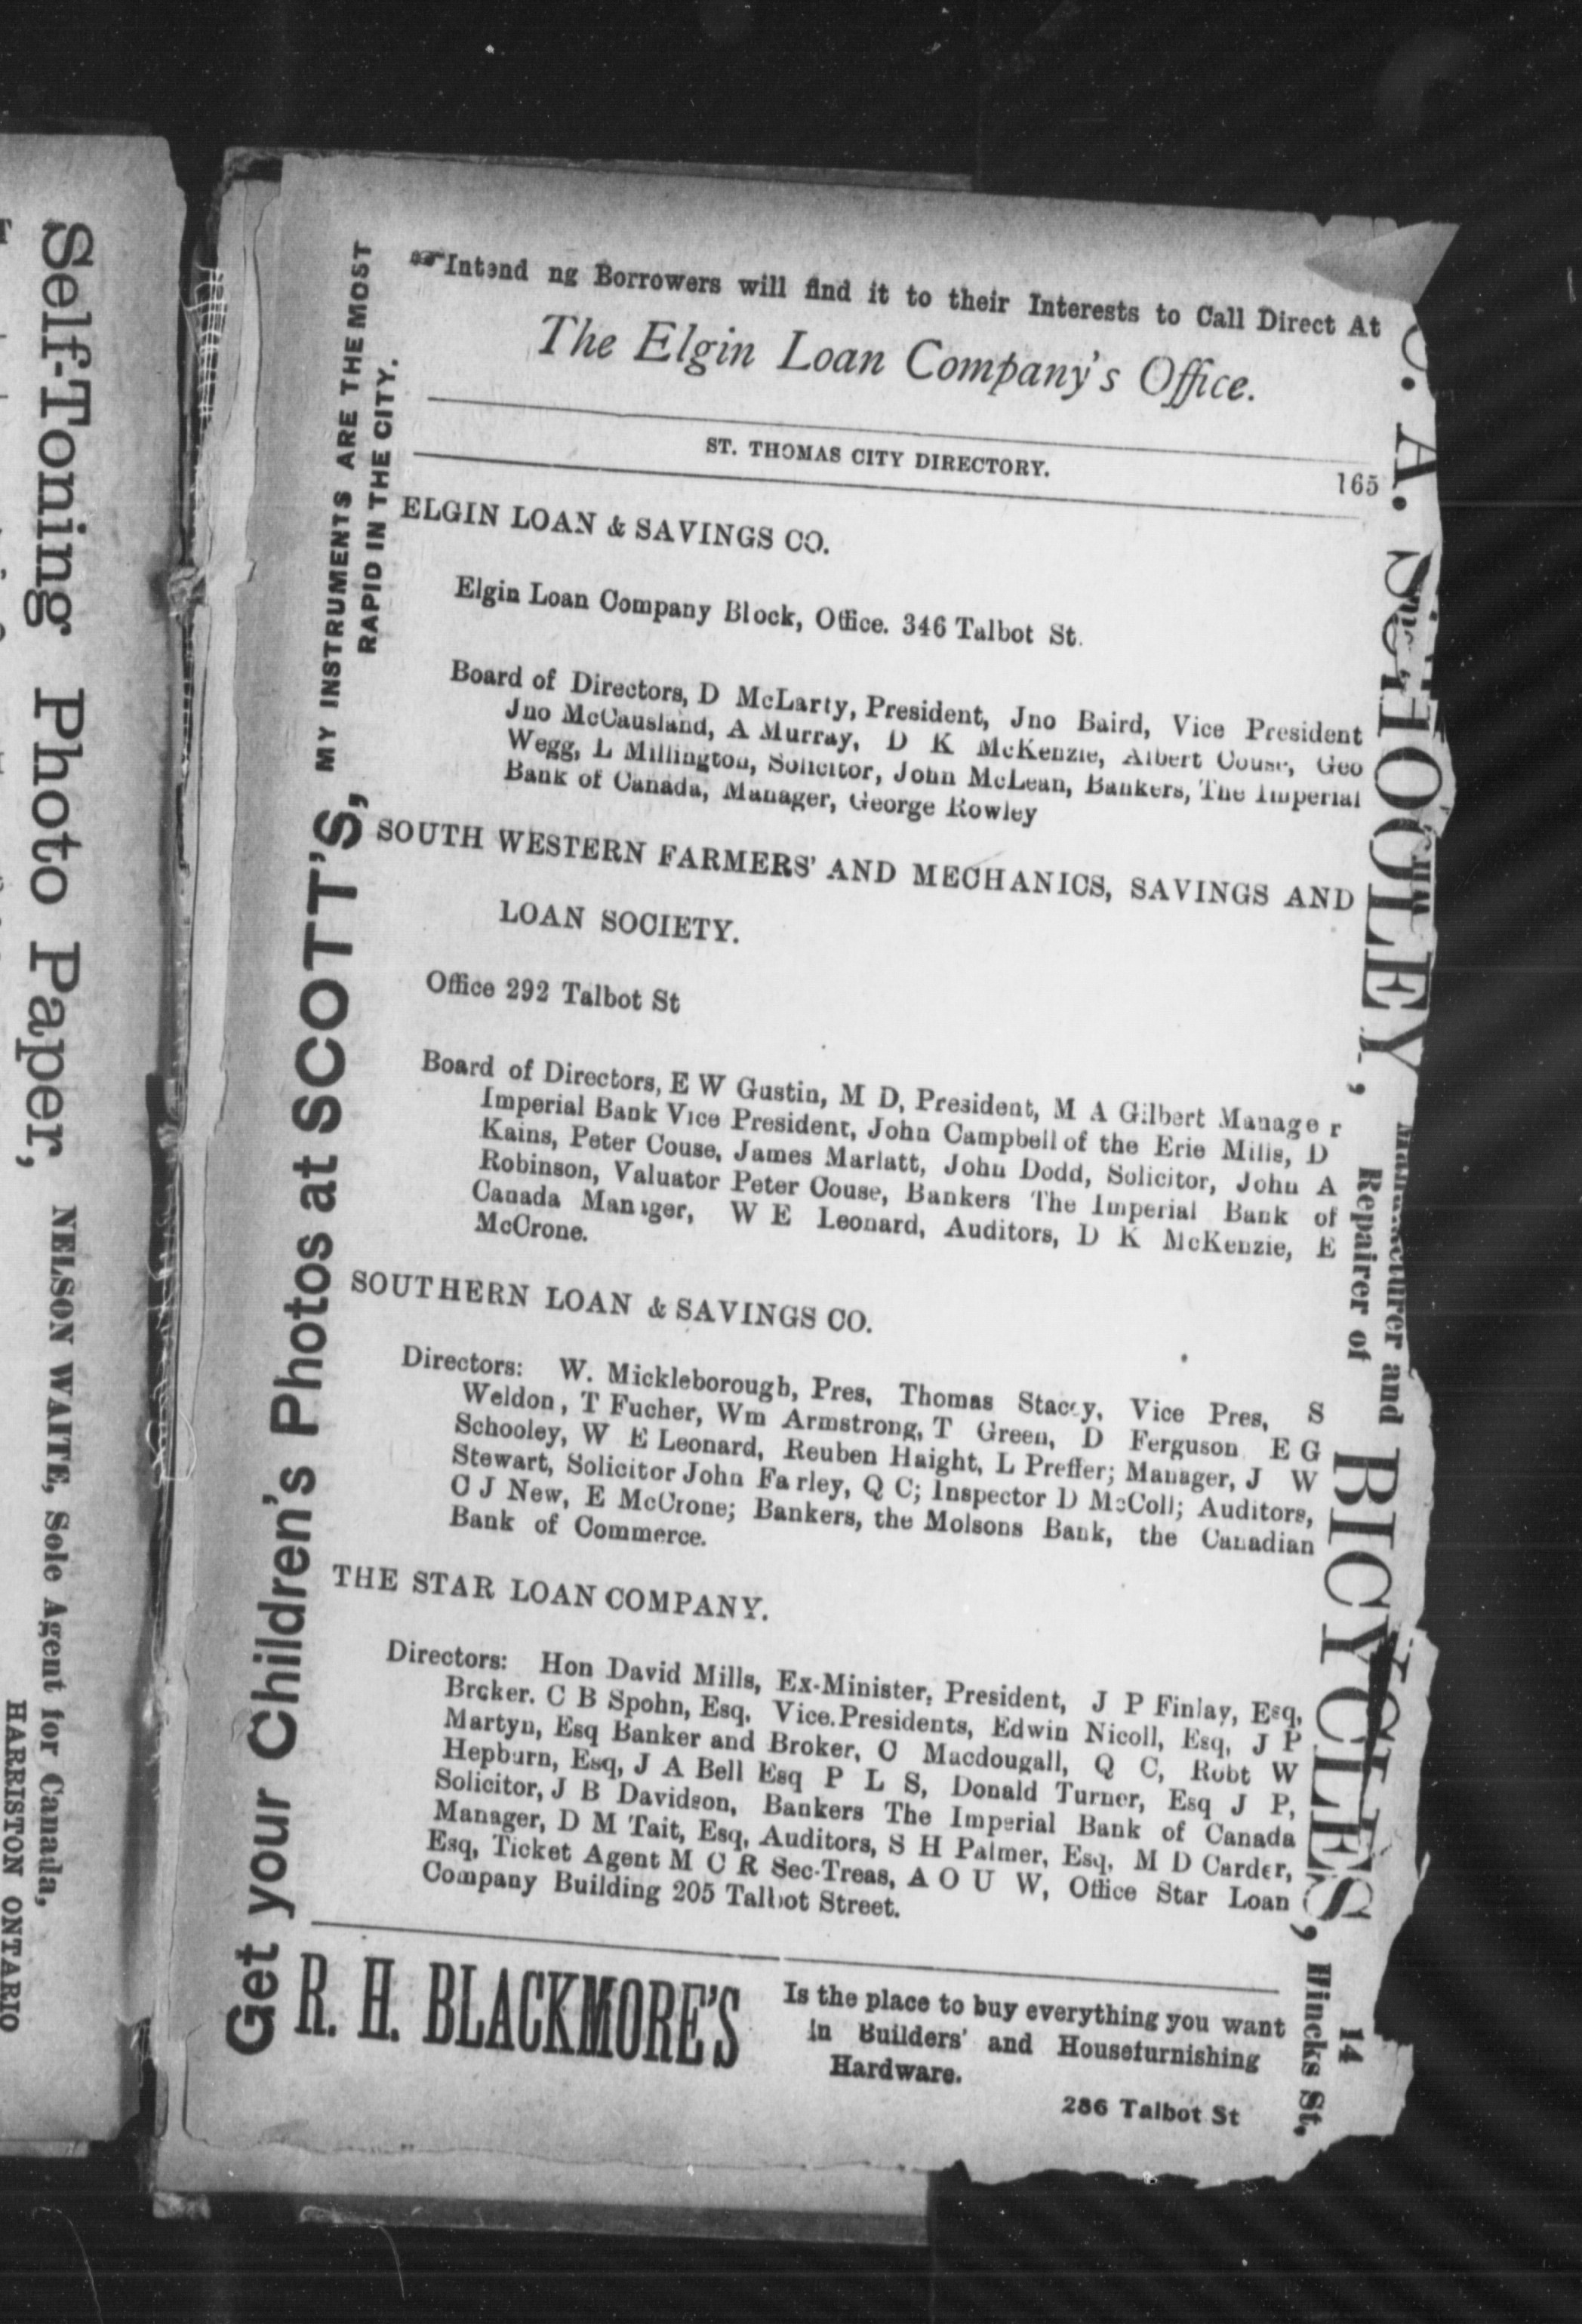 Self-Toning Photo Paper,
NELSON WAITE, Sole Agent for Canada,
HARRISTON ONTARIO
Get your Children's Photos at SCOTT'S,
MY INSTRUMENTS ARE THE MOST
RAPID IN THE CITY.
☞Intend ng Borrowers will find it to their Interests to Call Direct At
The Elgin Loan Company's Office.
ST. THOMAS CITY DIRECTORY. 165
ELGIN LOAN & SAVINGS CO.
Elgin Loan Company Block, Office. 346 Talbot St.
Board of Directors, D McLarty, President, Jno Baird, Vice President
Jno McCausland, A Murray, D K McKenzie, Albert Couse, Geo
Wegg, L Millington, Solicitor, John McLean, Bankers, The Imperial
Bank of Canada, Manager, George Rowley
SOUTH WESTERN FARMERS' AND MECHANICS, SAVINGS AND
LOAN SOCIETY.
Office 292 Talbot St
Board of Directors, E W Gustin, M D, President, M A Gilbert Manage r
Imperial Bank Vice President, John Campbell of the Erie Mills, D
Kains, Peter Couse, James Marlatt, John Dodd, Solicitor, John A
Robinson, Valuator Peter Couse, Bankers The Imperial Bank of
Canada Manager, W E Leonard, Auditors, D K McKenzie, E
McCrone.
SOUTHERN LOAN & SAVINGS CO.
Directors: W. Mickleborough, Pres, Thomas Stacey, Vice Pres, S
Weldon, T Fucher, Wm Armstrong, T Green, D Ferguson E G
Schooley, W E Leonard, Reuben Haight, L Preffer; Manager, J W
Stewart, Solicitor John Fa rley, Q C; Inspector D McColl; Auditors,
C J New, E McCrone; Bankers, the Molsons Bank, the Canadian
Bank of Commerce.
THE STAR LOAN COMPANY.
Directors: Hon David Mills, Ex-Minister, President, J P Finlay, Esq,
Broker. C B Spohn, Esq, Vice.Presidents, Edwin Nicoll, Esq, J P
Martyn, Esq Banker and Broker, C Macdougall, Q C, Robt W
Hepburn, Esq, J A Bell Esq P L S, Donald Turner, Esq J P,
Solicitor, J B Davidson, Bankers The Imperial Bank of Canada
Manager, D M Tait, Esq, Auditors, S H Palmer, Esq, M D Carder,
Esq, Ticket Agent M C R Sec-Treas, A O U W, Office Star Loan
Company Building 205 Talbot Street.
R. H. BLACKMORE'S
Is the place to buy everything you want
in Builders' and Housefurnishing
Hardware.
286 Talbot St
A. SCHOOLEY,
Manufacturer and
Repairer of
BICYCLES,
14
Hincks St,